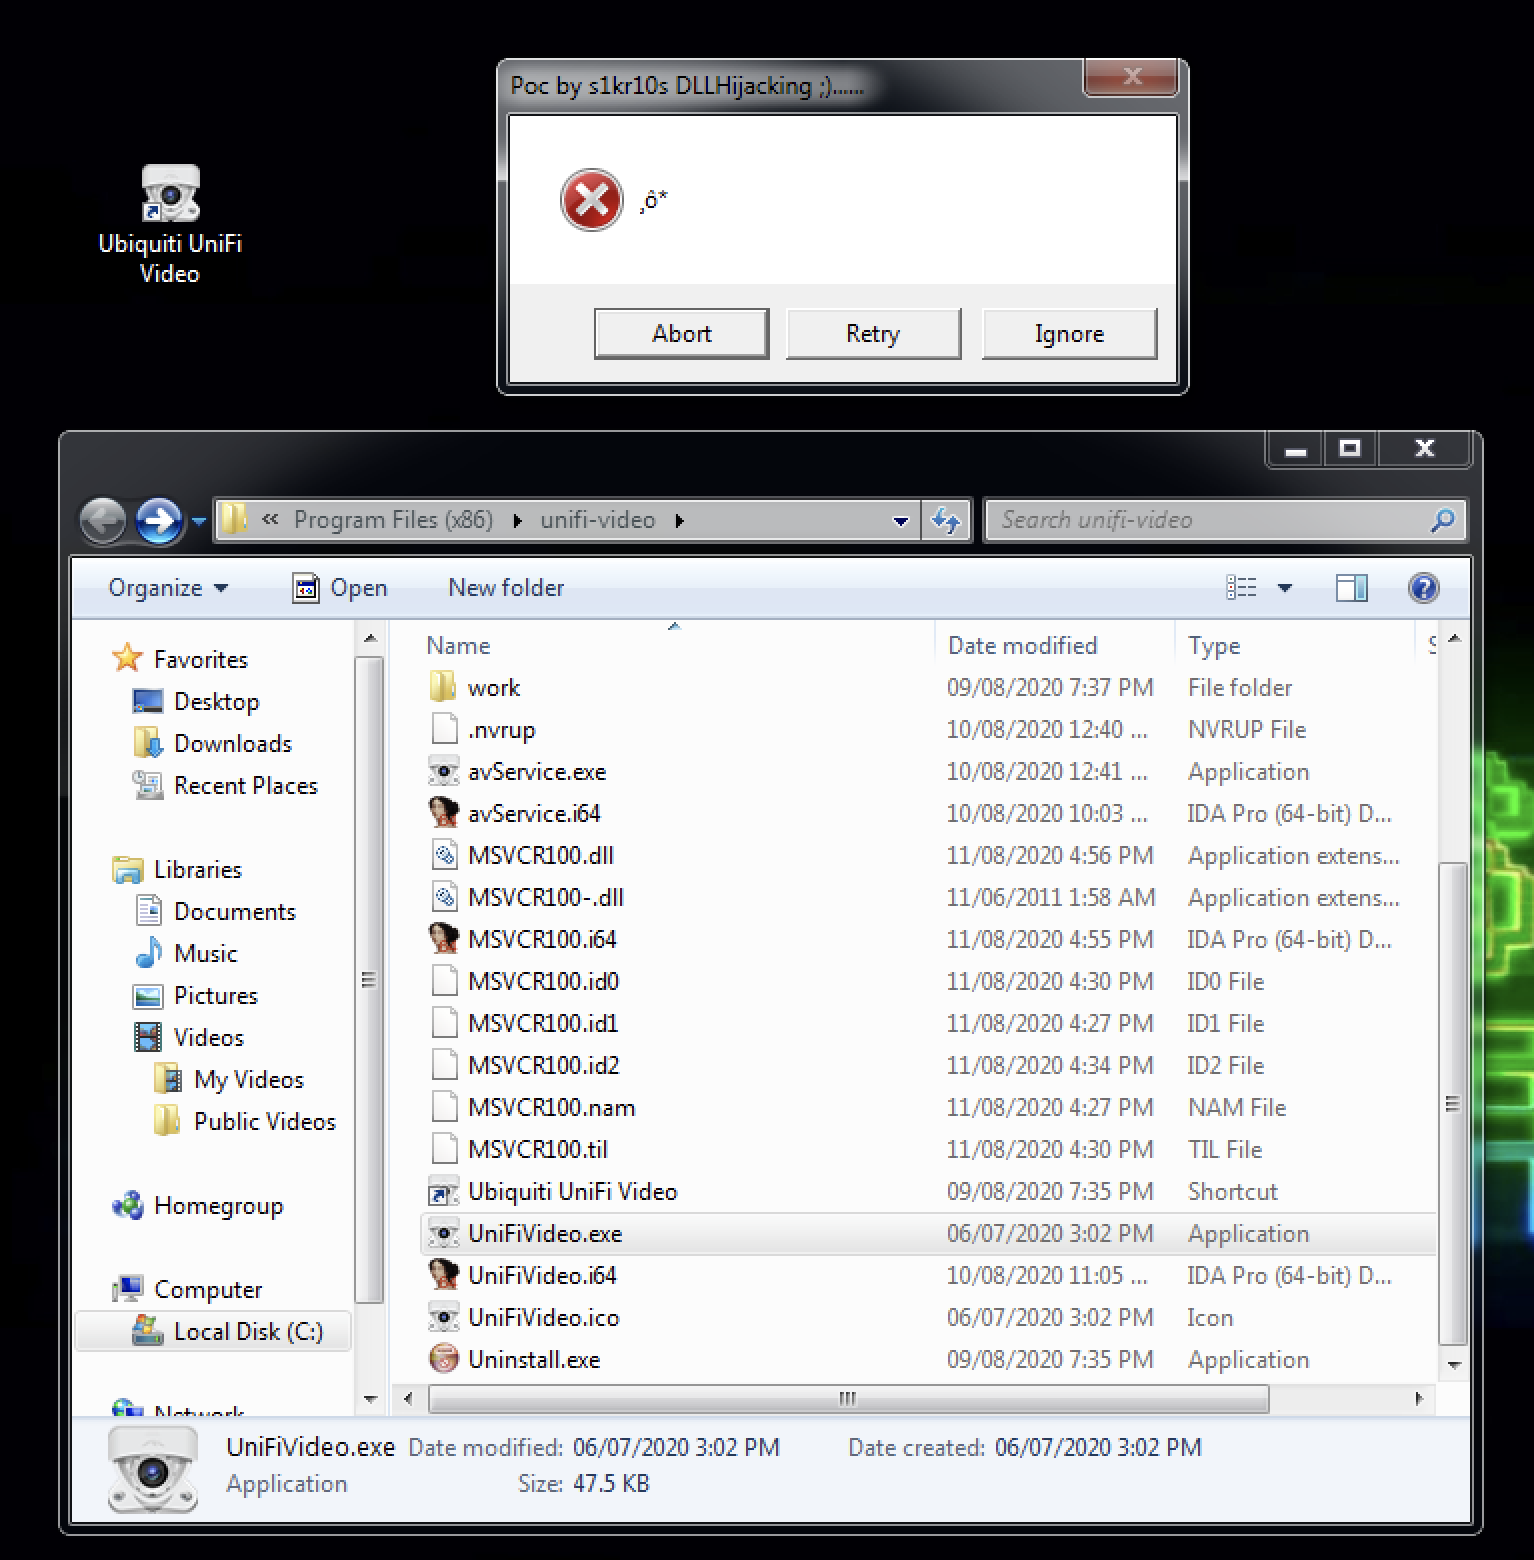 Poc by s1kr10s DLLHijacking ;)......
Ubiquiti UniFi
Video
‚ô*
Abort Retry Ignore
« Program Files (x86) unifi-video
Search unifi-video
Organize Open New folder
Favorites
Desktop
Downloads
Recent Places
Libraries
Documents
Music
Pictures
Videos
My Videos
Public Videos
Homegroup
Computer
Local Disk (C:)
Network
Name Date modified Type S
work 09/08/2020 7:37 PM File folder
.nvrup 10/08/2020 12:40 ... NVRUP File
avService.exe 10/08/2020 12:41 ... Application
avService.i64 10/08/2020 10:03 ... IDA Pro (64-bit) D...
MSVCR100.dll 11/08/2020 4:56 PM Application extens...
MSVCR100-.dll 11/06/2011 1:58 AM Application extens...
MSVCR100.i64 11/08/2020 4:55 PM IDA Pro (64-bit) D...
MSVCR100.id0 11/08/2020 4:30 PM ID0 File
MSVCR100.id1 11/08/2020 4:27 PM ID1 File
MSVCR100.id2 11/08/2020 4:34 PM ID2 File
MSVCR100.nam 11/08/2020 4:27 PM NAM File
MSVCR100.til 11/08/2020 4:30 PM TIL File
Ubiquiti UniFi Video 09/08/2020 7:35 PM Shortcut
UniFiVideo.exe 06/07/2020 3:02 PM Application
UniFiVideo.i64 10/08/2020 11:05 ... IDA Pro (64-bit) D...
UniFiVideo.ico 06/07/2020 3:02 PM Icon
Uninstall.exe 09/08/2020 7:35 PM Application
UniFiVideo.exe Date modified: 06/07/2020 3:02 PM Date created: 06/07/2020 3:02 PM
Application Size: 47.5 KB